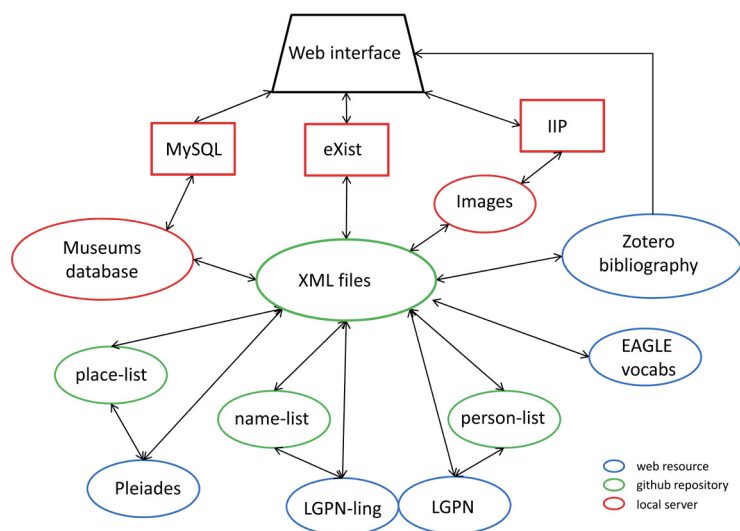 Web interface
MySQL
eXist
IIP
Images
Museums
database
XML files
Zotero
bibliography
place-list
EAGLE
vocabs
name-list
person-list
Pleiades
LGPN-ling
LGPN
web resource
github repository
local server